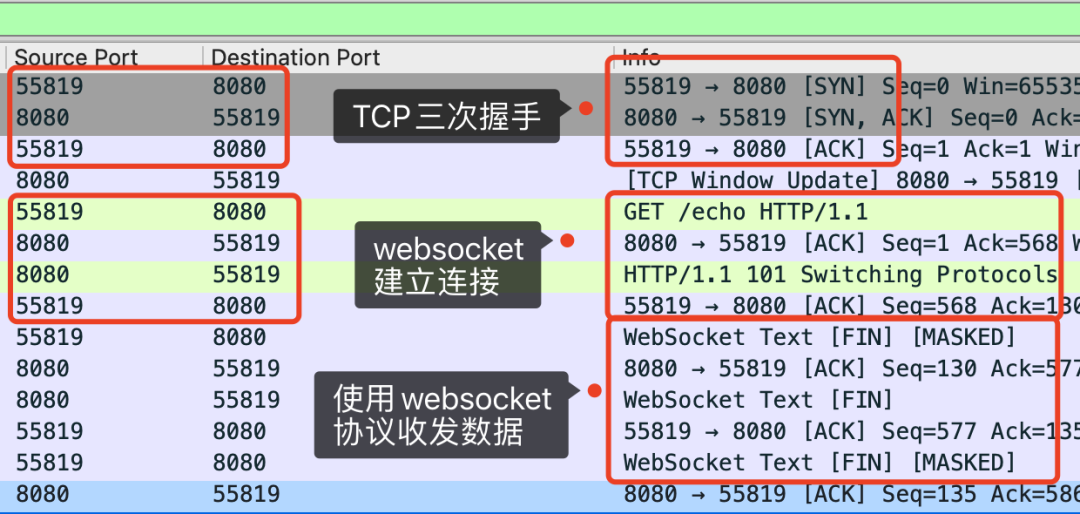 Source Port Destination Port Info
55819 8080 55819 → 8080 [SYN] Seq=0 Win=65535
8080 55819 8080 → 55819 [SYN, ACK] Seq=0 Ack=
TCP 三次握手
55819 8080 55819 → 8080 [ACK] Seq=1 Ack=1 Win
8080 55819 [TCP Window Update] 8080 → 55819 [
55819 8080 GET /echo HTTP/1.1
8080 55819 8080 → 55819 [ACK] Seq=1 Ack=568
websocket
建立连接
8080 55819 HTTP/1.1 101 Switching Protocols
55819 8080 55819 → 8080 [ACK] Seq=568 Ack=130
55819 8080 WebSocket Text [FIN] [MASKED]
8080 55819 8080 → 55819 [ACK] Seq=130 Ack=577
使用 websocket
协议收发数据
8080 55819 WebSocket Text [FIN]
55819 8080 55819 → 8080 [ACK] Seq=577 Ack=135
55819 8080 WebSocket Text [FIN] [MASKED]
8080 55819 8080 → 55819 [ACK] Seq=135 Ack=586